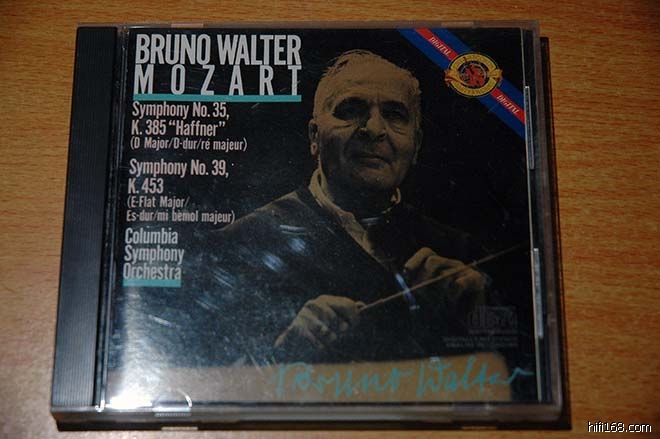 BRUNO WALTER
MOZART
Symphony No. 35,
K. 385 "Haffner"
(D Major/D-dur/ré majeur)
Symphony No. 39,
K. 453
(E-Flat Major/
Es-dur/mi bémol majeur)
Columbia
Symphony
Orchestra
DIGITAL
DIGITAL
Bruno Walter
hifi168.com